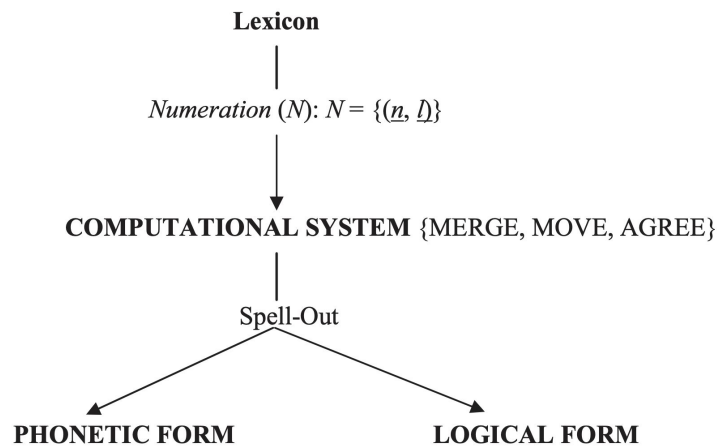 Lexicon
Numeration (N): N = {(n, l)}
COMPUTATIONAL SYSTEM {MERGE, MOVE, AGREE}
Spell-Out
PHONETIC FORM LOGICAL FORM